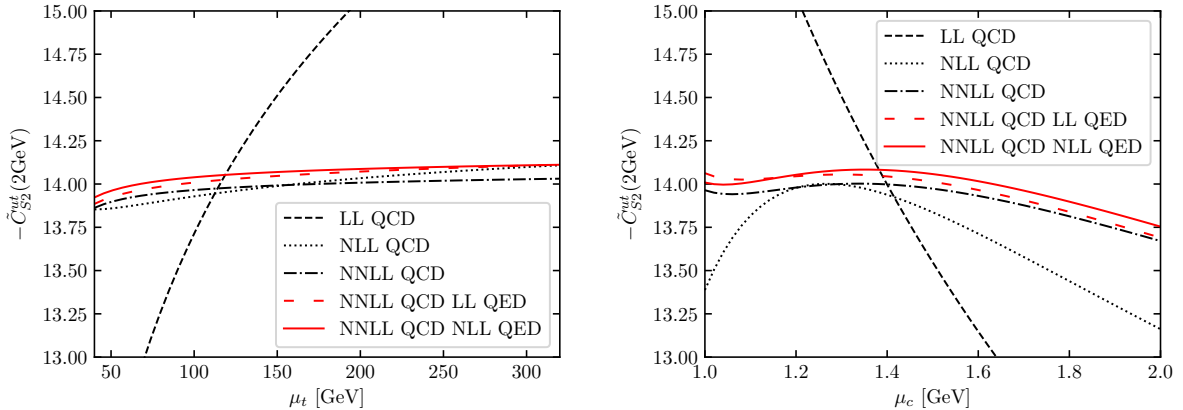 15.00
14.75
14.50
14.25
14.00
13.75
13.50
13.25
13.00
−C̃_{S2}^{ut}(2GeV)
LL QCD
NLL QCD
NNLL QCD
NNLL QCD LL QED
NNLL QCD NLL QED
50 100 150 200 250 300
μ_t [GeV]
15.00
14.75
14.50
14.25
14.00
13.75
13.50
13.25
13.00
−C̃_{S2}^{ut}(2GeV)
LL QCD
NLL QCD
NNLL QCD
NNLL QCD LL QED
NNLL QCD NLL QED
1.0 1.2 1.4 1.6 1.8 2.0
μ_c [GeV]